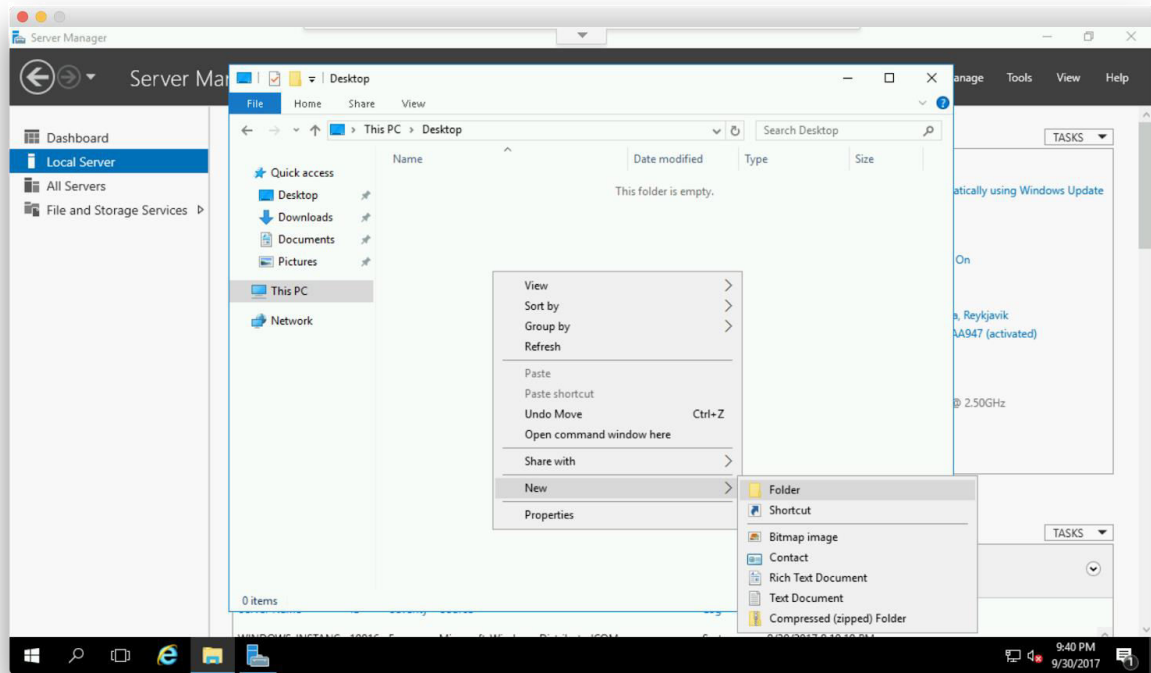 Server Manager
Server Mar
Manage Tools View Help
Desktop
File Home Share View
This PC > Desktop
Search Desktop
Dashboard
Local Server
All Servers
File and Storage Services
Quick access
Desktop
Downloads
Documents
Pictures
This PC
Network
Name Date modified Type Size
This folder is empty.
TASKS
atically using Windows Update
On
a, Reykjavik
AA947 (activated)
@ 2.50GHz
View
Sort by
Group by
Refresh
Paste
Paste shortcut
Undo Move Ctrl+Z
Open command window here
Share with
New
Properties
Folder
Shortcut
Bitmap image
Contact
Rich Text Document
Text Document
Compressed (zipped) Folder
TASKS
0 items
9:40 PM
9/30/2017
1